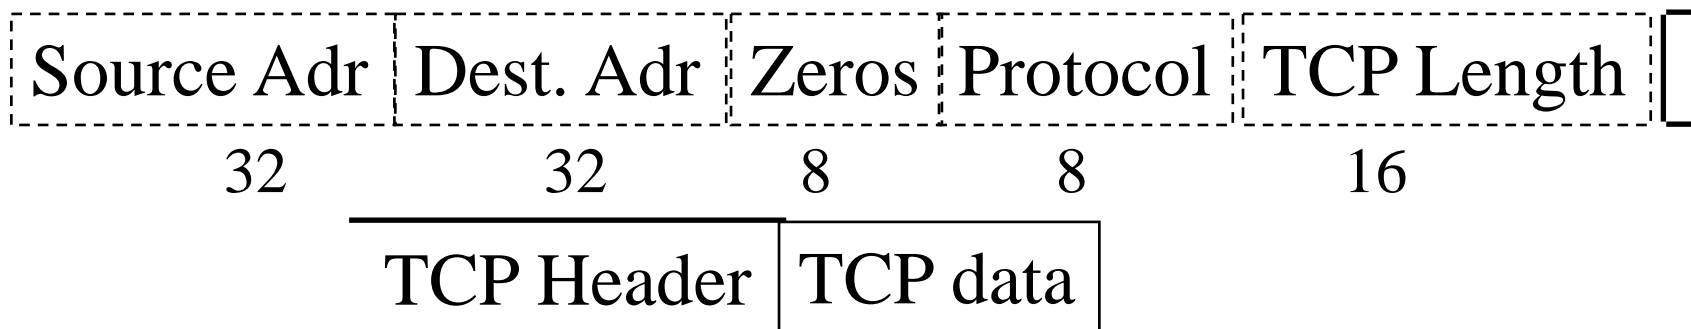 Source Adr Dest. Adr Zeros Protocol TCP Length
32 32 8 8 16
TCP Header TCP data